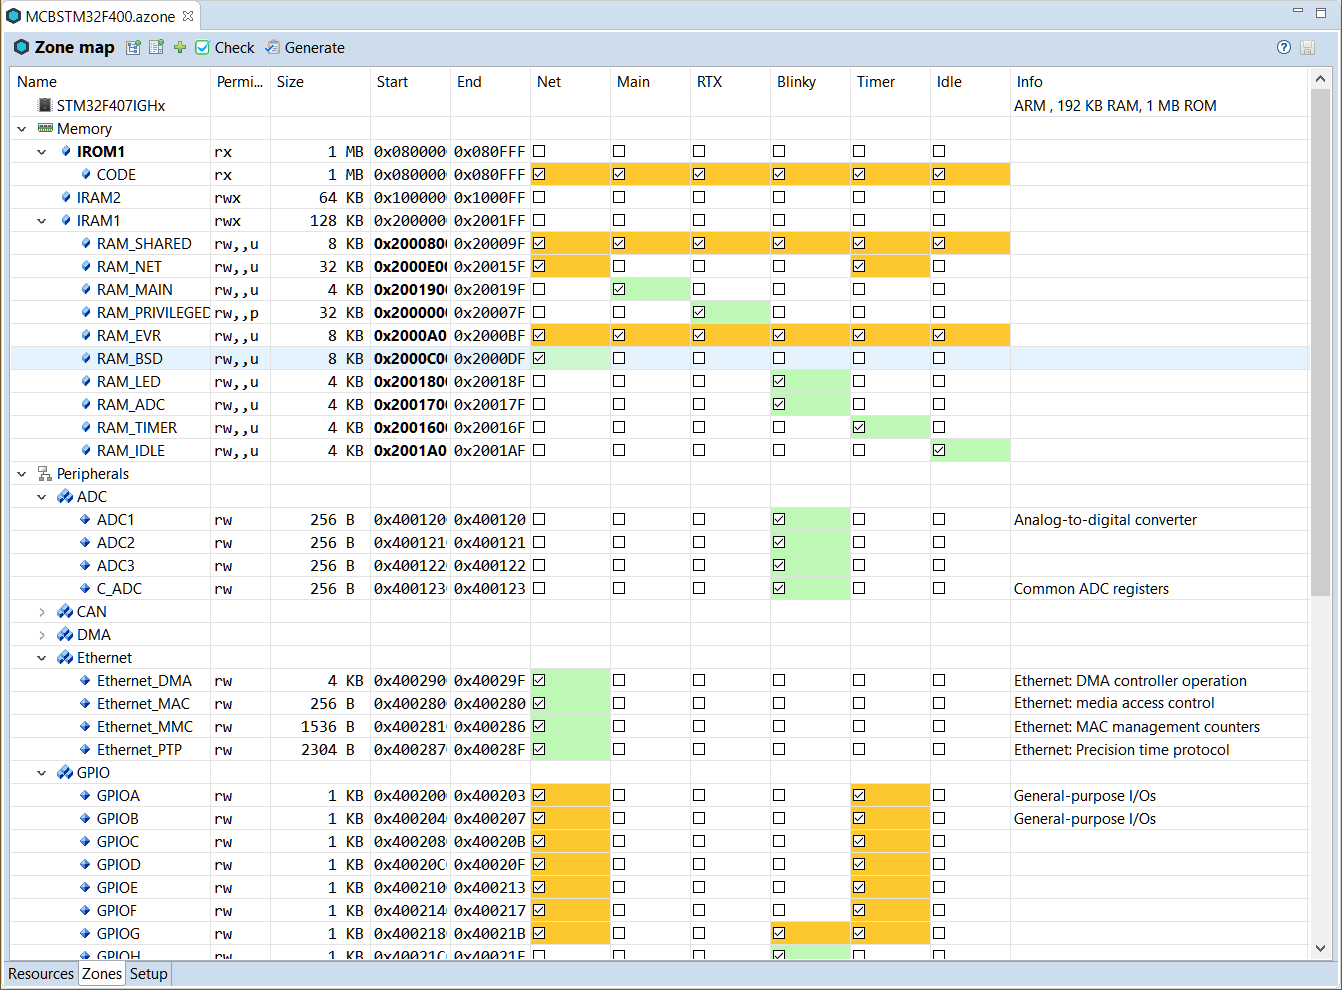 MCBSTM32F400.azone
Zone map Check Generate
Name Permi... Size Start End Net Main RTX Blinky Timer Idle Info
STM32F407IGHx ARM , 192 KB RAM, 1 MB ROM
Memory
IROM1 rx 1 MB 0x080000 0x080FFF
CODE rx 1 MB 0x080000 0x080FFF
IRAM2 rwx 64 KB 0x100000 0x1000FF
IRAM1 rwx 128 KB 0x200000 0x2001FF
RAM_SHARED rw,,u 8 KB 0x200080 0x20009F
RAM_NET rw,,u 32 KB 0x2000E0 0x20015F
RAM_MAIN rw,,u 4 KB 0x200190 0x20019F
RAM_PRIVILEGED rw,,p 32 KB 0x200000 0x20007F
RAM_EVR rw,,u 8 KB 0x2000A0 0x2000BF
RAM_BSD rw,,u 8 KB 0x2000C0 0x2000DF
RAM_LED rw,,u 4 KB 0x200180 0x20018F
RAM_ADC rw,,u 4 KB 0x200170 0x20017F
RAM_TIMER rw,,u 4 KB 0x200160 0x20016F
RAM_IDLE rw,,u 4 KB 0x2001A0 0x2001AF
Peripherals
ADC
ADC1 rw 256 B 0x400120 0x400120 Analog-to-digital converter
ADC2 rw 256 B 0x400121 0x400121
ADC3 rw 256 B 0x400122 0x400122
C_ADC rw 256 B 0x400123 0x400123 Common ADC registers
CAN
DMA
Ethernet
Ethernet_DMA rw 4 KB 0x400290 0x40029F Ethernet: DMA controller operation
Ethernet_MAC rw 256 B 0x400280 0x400280 Ethernet: media access control
Ethernet_MMC rw 1536 B 0x400281 0x400286 Ethernet: MAC management counters
Ethernet_PTP rw 2304 B 0x400287 0x40028F Ethernet: Precision time protocol
GPIO
GPIOA rw 1 KB 0x400200 0x400203 General-purpose I/Os
GPIOB rw 1 KB 0x400204 0x400207 General-purpose I/Os
GPIOC rw 1 KB 0x400208 0x40020B
GPIOD rw 1 KB 0x40020C 0x40020F
GPIOE rw 1 KB 0x400210 0x400213
GPIOF rw 1 KB 0x400214 0x400217
GPIOG rw 1 KB 0x400218 0x40021B
GPIOH rw 1 KB 0x40021C 0x40021F
Resources Zones Setup